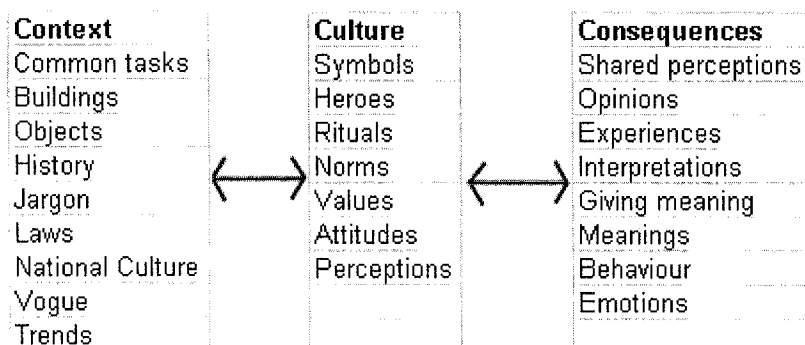 Context
Common tasks
Buildings
Objects
History
Jargon
Laws
National Culture
Vogue
Trends
Culture
Symbols
Heroes
Rituals
Norms
Values
Attitudes
Perceptions
Consequences
Shared perceptions
Opinions
Experiences
Interpretations
Giving meaning
Meanings
Behaviour
Emotions